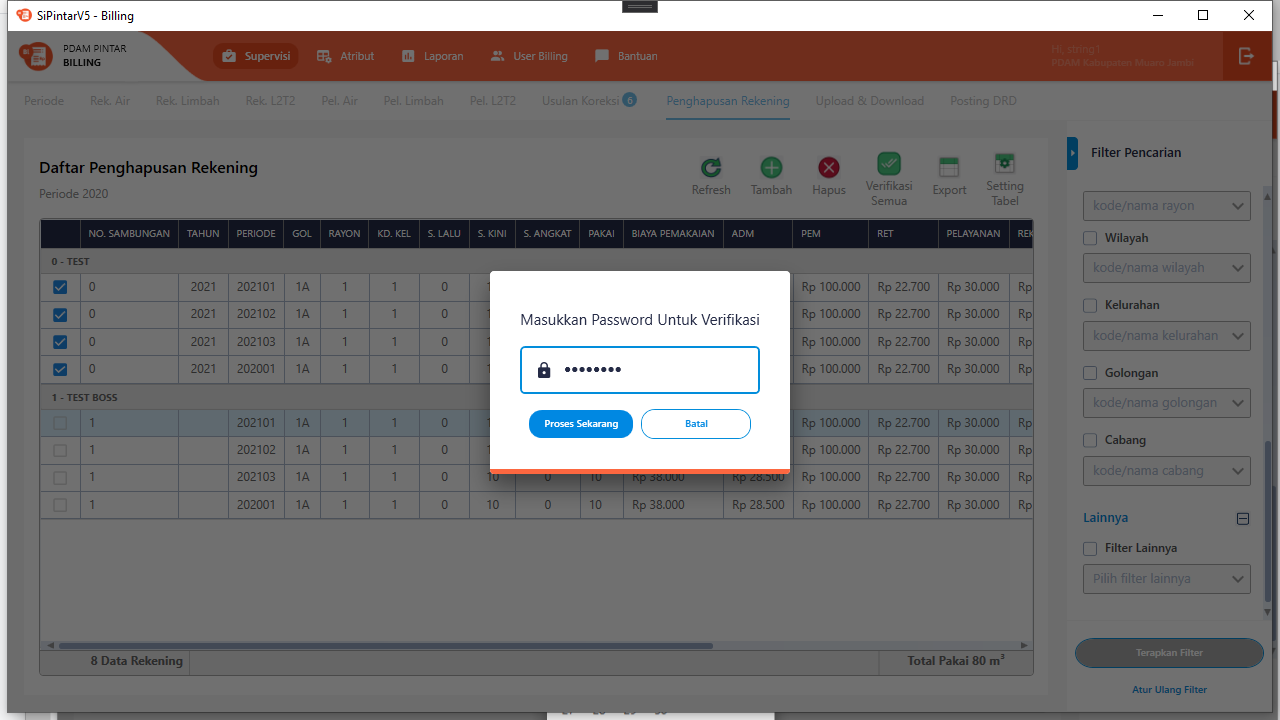 SiPintarV5 - Billing
PDAM PINTAR
BILLING
Supervisi Atribut Laporan User Billing Bantuan
Hi, string !
PDAM Kabupaten Muaro Jambi
Periode Rek. Air Rek. Limbah Rek. L2T2 Pel. Air Pel. Limbah Pel. L2T2 Usulan Koreksi 6 Penghapusan Rekening Upload & Download Posting DRD
Daftar Penghapusan Rekening
Periode 2020
Refresh Tambah Hapus Verifikasi Semua Export Setting Tabel
NO. SAMBUNGAN TAHUN PERIODE GOL RAYON KD. KEL S. LALU S. KINI S. ANGKAT PAKAI BIAYA PEMAKAIAN ADM PEM RET PELAYANAN REK
0 - TEST
0 2021 202101 1A 1 1 0 Rp 100.000 Rp 22.700 Rp 30.000 Rp
0 2021 202102 1A 1 1 0 Rp 100.000 Rp 22.700 Rp 30.000 Rp
0 2021 202103 1A 1 1 0 Rp 100.000 Rp 22.700 Rp 30.000 Rp
0 2021 202001 1A 1 1 0 Rp 100.000 Rp 22.700 Rp 30.000 Rp
1 - TEST BOSS
1 202101 1A 1 1 0 Rp 100.000 Rp 22.700 Rp 30.000 Rp
1 202102 1A 1 1 0 Rp 100.000 Rp 22.700 Rp 30.000 Rp
1 202103 1A 1 1 0 10 0 10 Rp 38.000 Rp 28.500 Rp 100.000 Rp 22.700 Rp 30.000 Rp
1 202001 1A 1 1 0 10 0 10 Rp 38.000 Rp 28.500 Rp 100.000 Rp 22.700 Rp 30.000 Rp
8 Data Rekening Total Pakai 80 m³
Masukkan Password Untuk Verifikasi
••••••••
Proses Sekarang Batal
Filter Pencarian
kode/nama rayon
Wilayah
kode/nama wilayah
Kelurahan
kode/nama kelurahan
Golongan
kode/nama golongan
Cabang
kode/nama cabang
Lainnya
Filter Lainnya
Pilih filter lainnya
Terapkan Filter
Atur Ulang Filter